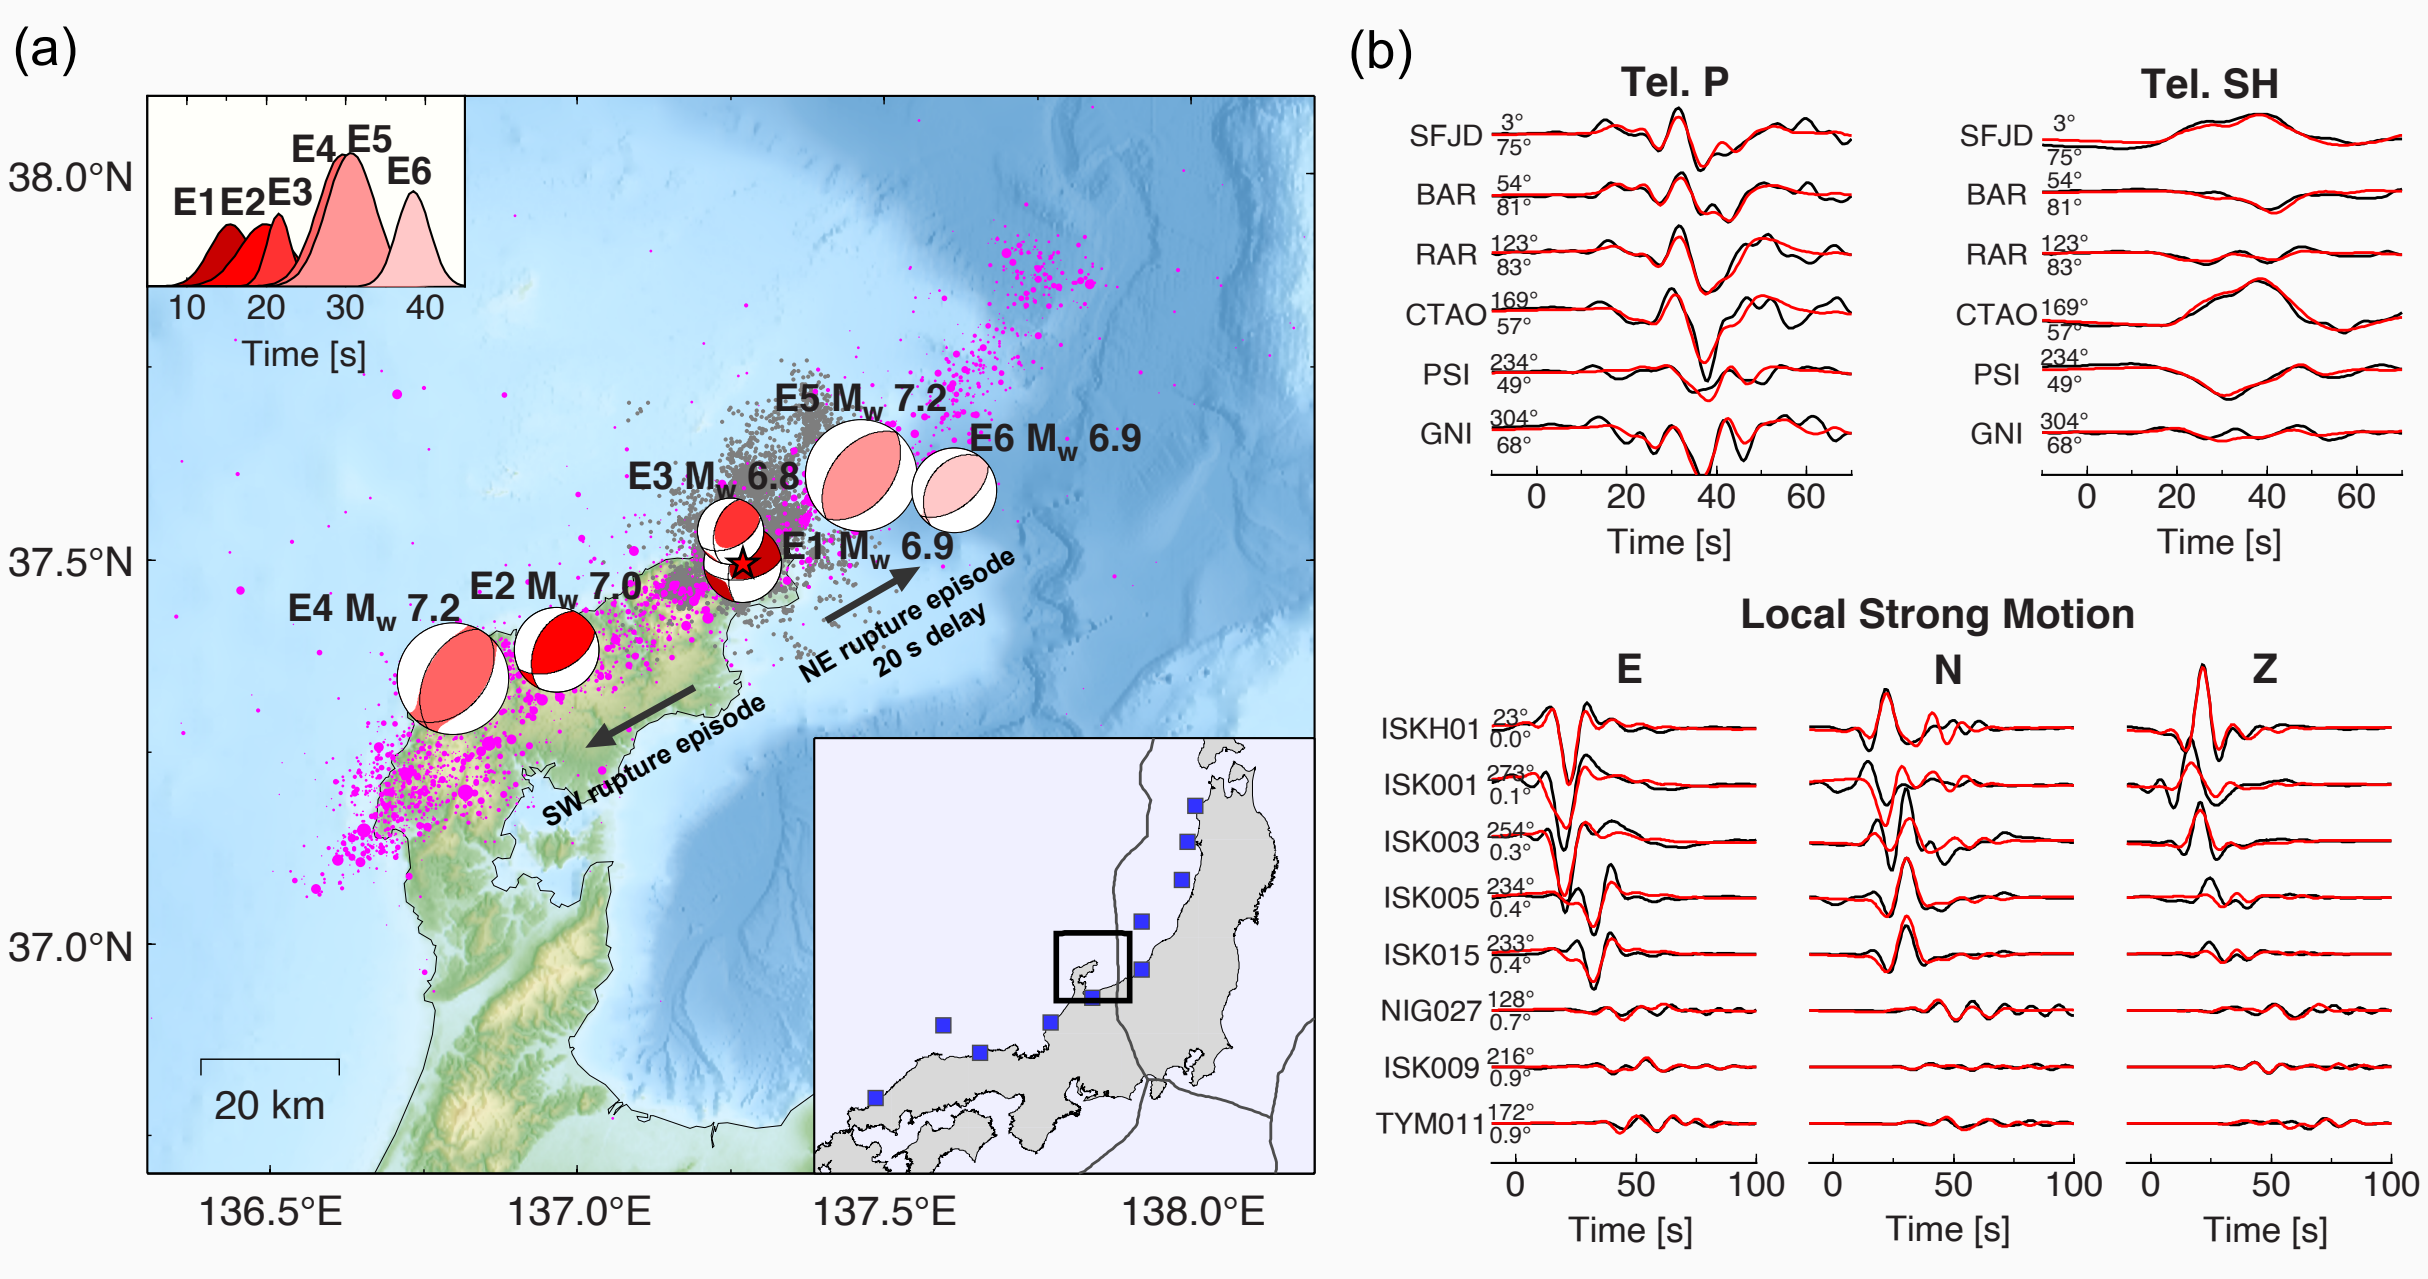 (a)
E1 E2 E3 E4 E5 E6
10 20 30 40
Time [s]
38.0°N
37.5°N
37.0°N
E5 Mw 7.2
E6 Mw 6.9
E3 Mw 6.8
E1 Mw 6.9
E2 Mw 7.0
E4 Mw 7.2
NE rupture episode
20 s delay
SW rupture episode
20 km
136.5°E 137.0°E 137.5°E 138.0°E
(b)
Tel. P
SFJD 3° 75°
BAR 54° 81°
RAR 123° 83°
CTAO 169° 57°
PSI 234° 49°
GNI 304° 68°
0 20 40 60
Time [s]
Tel. SH
SFJD 3° 75°
BAR 54° 81°
RAR 123° 83°
CTAO 169° 57°
PSI 234° 49°
GNI 304° 68°
0 20 40 60
Time [s]
Local Strong Motion
E N Z
ISKH01 23° 0.0°
ISK001 273° 0.1°
ISK003 254° 0.3°
ISK005 234° 0.4°
ISK015 233° 0.4°
NIG027 128° 0.7°
ISK009 216° 0.9°
TYM011 172° 0.9°
0 50 100 0 50 100 0 50 100
Time [s] Time [s] Time [s]